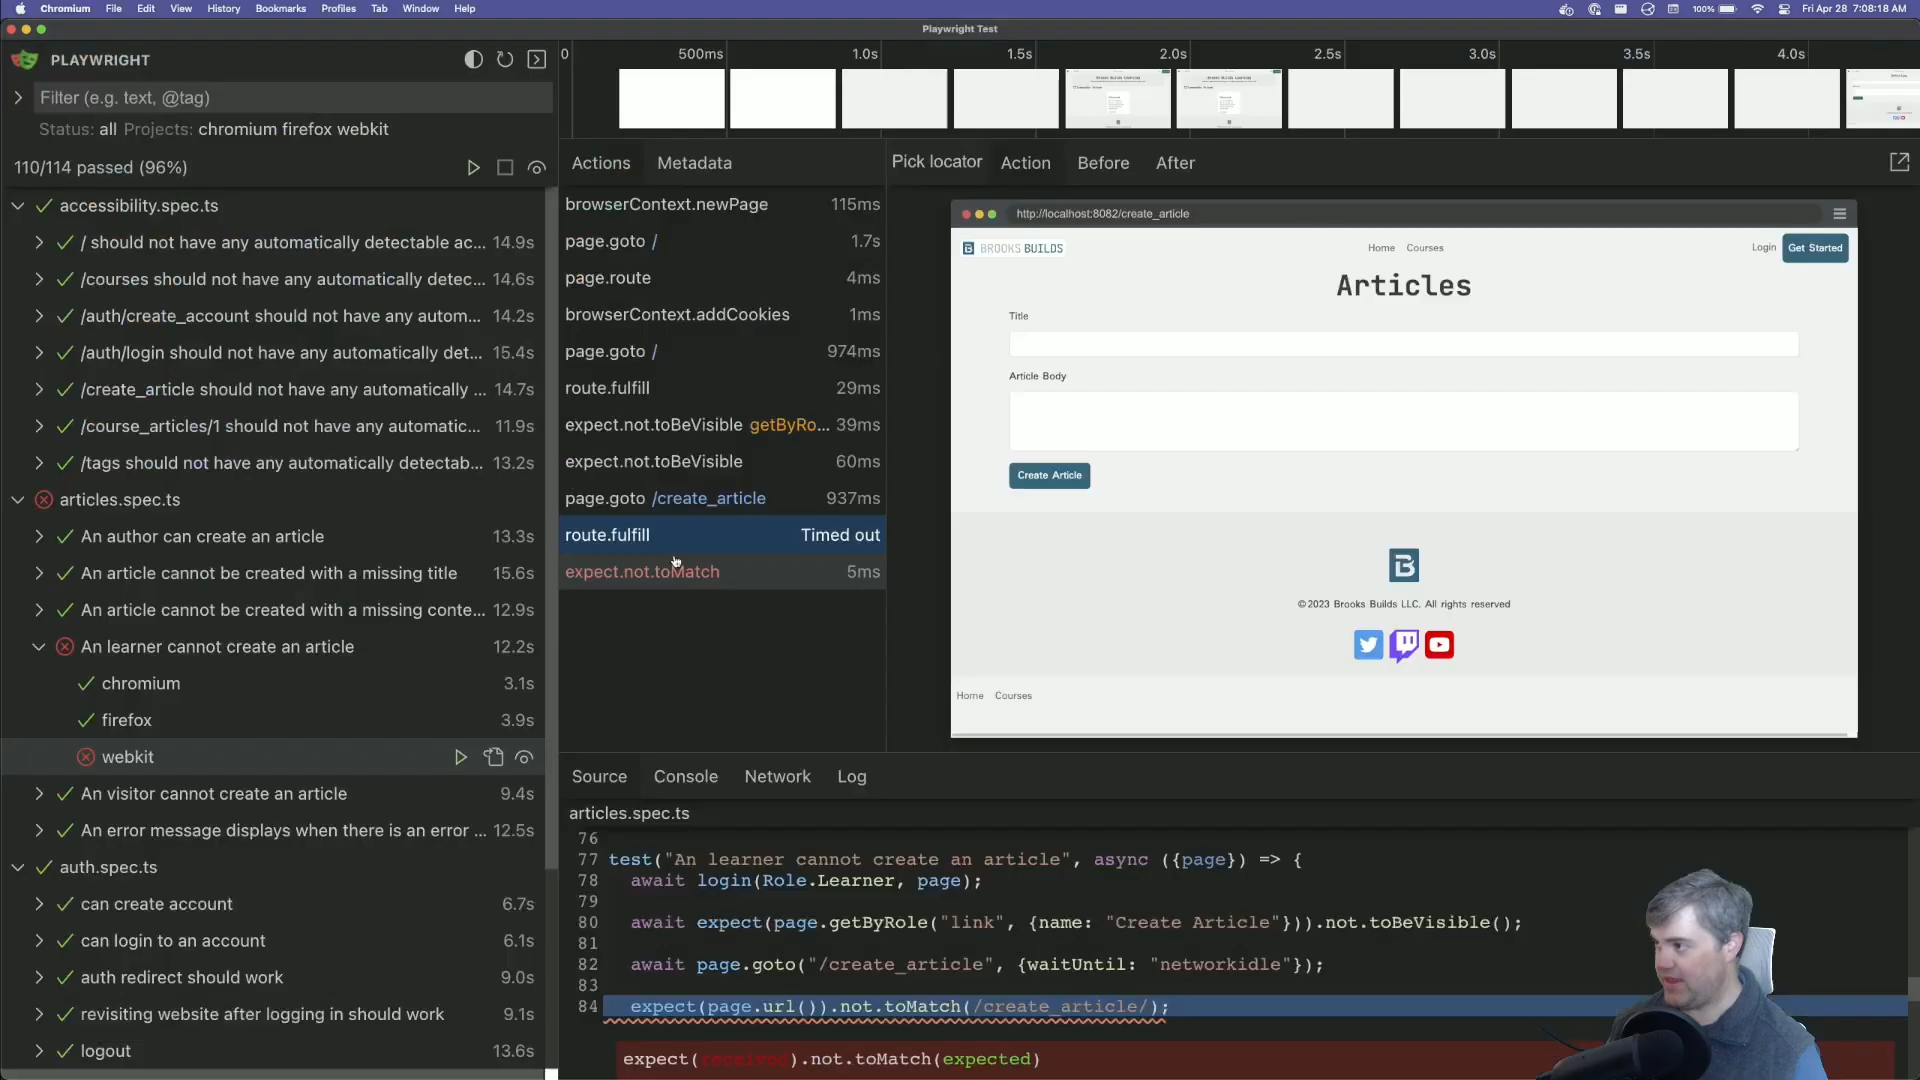 Chromium File Edit View History Bookmarks Profiles Tab Window Help 100% Fri Apr 28 7:08:18 AM
Playwright Test
PLAYWRIGHT
Filter (e.g. text, @tag)
Status: all Projects: chromium firefox webkit
110/114 passed (96%)
accessibility.spec.ts
/ should not have any automatically detectable ac... 14.9s
/courses should not have any automatically detec... 14.6s
/auth/create_account should not have any autom... 14.2s
/auth/login should not have any automatically det... 15.4s
/create_article should not have any automatically ... 14.7s
/course_articles/1 should not have any automatic... 11.9s
/tags should not have any automatically detectab... 13.2s
articles.spec.ts
An author can create an article 13.3s
An article cannot be created with a missing title 15.6s
An article cannot be created with a missing conte... 12.9s
An learner cannot create an article 12.2s
chromium 3.1s
firefox 3.9s
webkit
An visitor cannot create an article 9.4s
An error message displays when there is an error ... 12.5s
auth.spec.ts
can create account 6.7s
can login to an account 6.1s
auth redirect should work 9.0s
revisiting website after logging in should work 9.1s
logout 13.6s
0 500ms 1.0s 1.5s 2.0s 2.5s 3.0s 3.5s 4.0s
Actions Metadata
browserContext.newPage 115ms
page.goto / 1.7s
page.route 4ms
browserContext.addCookies 1ms
page.goto / 974ms
route.fulfill 29ms
expect.not.toBeVisible getByRo... 39ms
expect.not.toBeVisible 60ms
page.goto /create_article 937ms
route.fulfill Timed out
expect.not.toMatch 5ms
Pick locator Action Before After
http://localhost:8082/create_article
BROOKS BUILDS Home Courses Login Get Started
Articles
Title
Article Body
Create Article
©2023 Brooks Builds LLC. All rights reserved
Home Courses
Source Console Network Log
articles.spec.ts
76
77 test("An learner cannot create an article", async ({page}) => {
78 await login(Role.Learner, page);
79
80 await expect(page.getByRole("link", {name: "Create Article"})).not.toBeVisible();
81
82 await page.goto("/create_article", {waitUntil: "networkidle"});
83
84 expect(page.url()).not.toMatch(/create_article/);
expect(received).not.toMatch(expected)